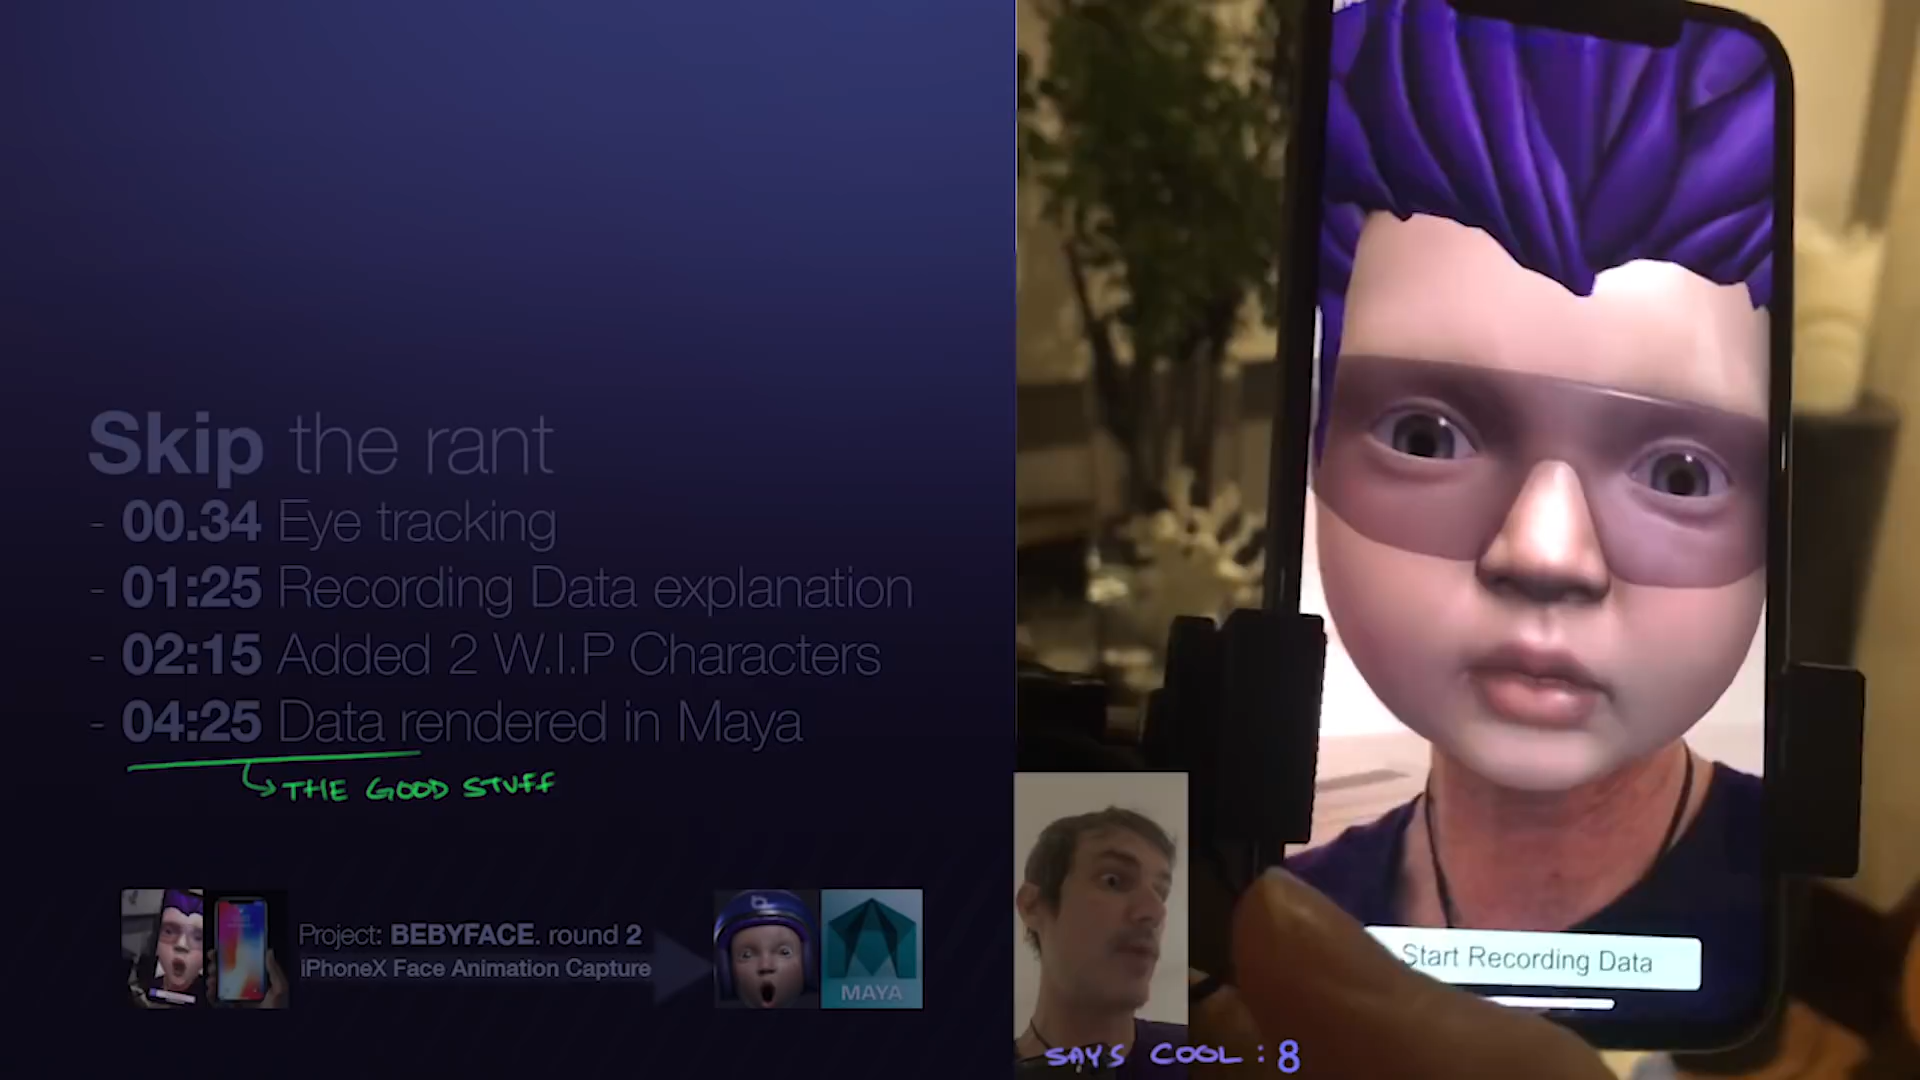 Skip the rant
- 00.34 Eye tracking
- 01:25 Recording Data explanation
- 02:15 Added 2 W.I.P Characters
- 04:25 Data rendered in Maya
THE GOOD STUFF
Project: BEBYFACE. round 2
iPhoneX Face Animation Capture
MAYA
Start Recording Data
SAYS COOL : 8